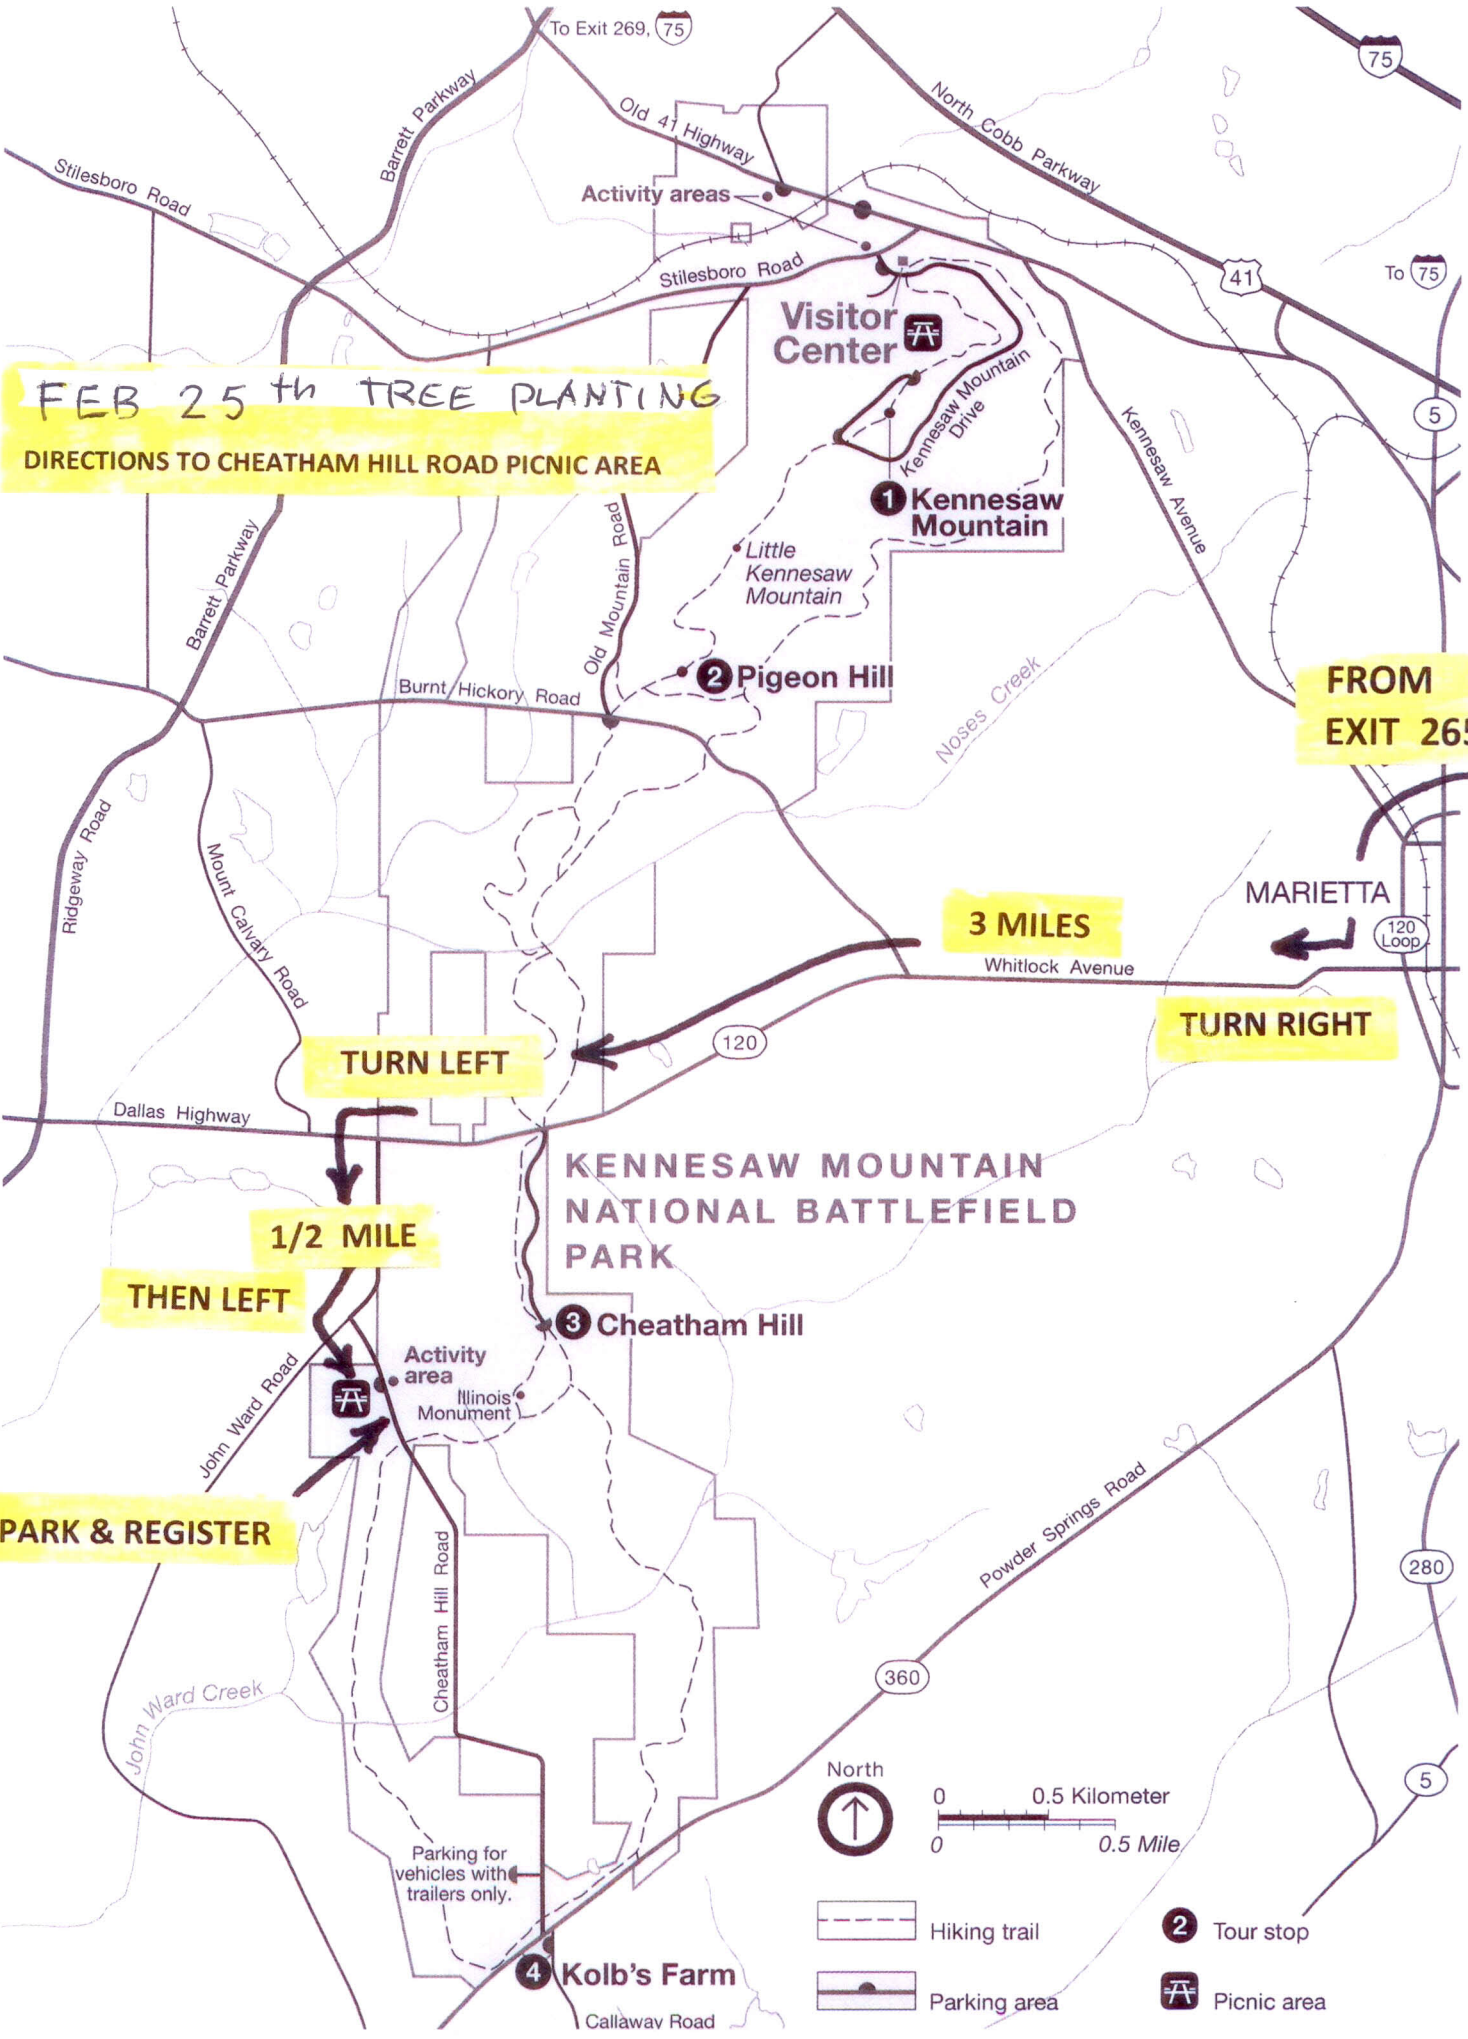 To Exit 269, 75
75
Barrett Parkway
Old 41 Highway
North Cobb Parkway
Stilesboro Road
Activity areas
41
To 75
Stilesboro Road
Visitor
Center
Kennesaw Mountain
Drive
5
FEB 25th TREE PLANTING
DIRECTIONS TO CHEATHAM HILL ROAD PICNIC AREA
Kennesaw Avenue
1 Kennesaw
Mountain
Barrett Parkway
Old Mountain Road
Little
Kennesaw
Mountain
2 Pigeon Hill
Burnt Hickory Road
Noses Creek
FROM
EXIT 265
Ridgeway Road
Mount Calvary Road
MARIETTA
3 MILES
120
Loop
Whitlock Avenue
TURN RIGHT
120
TURN LEFT
Dallas Highway
KENNESAW MOUNTAIN
NATIONAL BATTLEFIELD
PARK
1/2 MILE
THEN LEFT
3 Cheatham Hill
Activity
area
Illinois
Monument
John Ward Road
PARK & REGISTER
Powder Springs Road
280
Cheatham Hill Road
360
John Ward Creek
North
0 0.5 Kilometer
0 0.5 Mile
5
Parking for
vehicles with
trailers only.
Hiking trail
2 Tour stop
4 Kolb's Farm
Parking area
Picnic area
Callaway Road